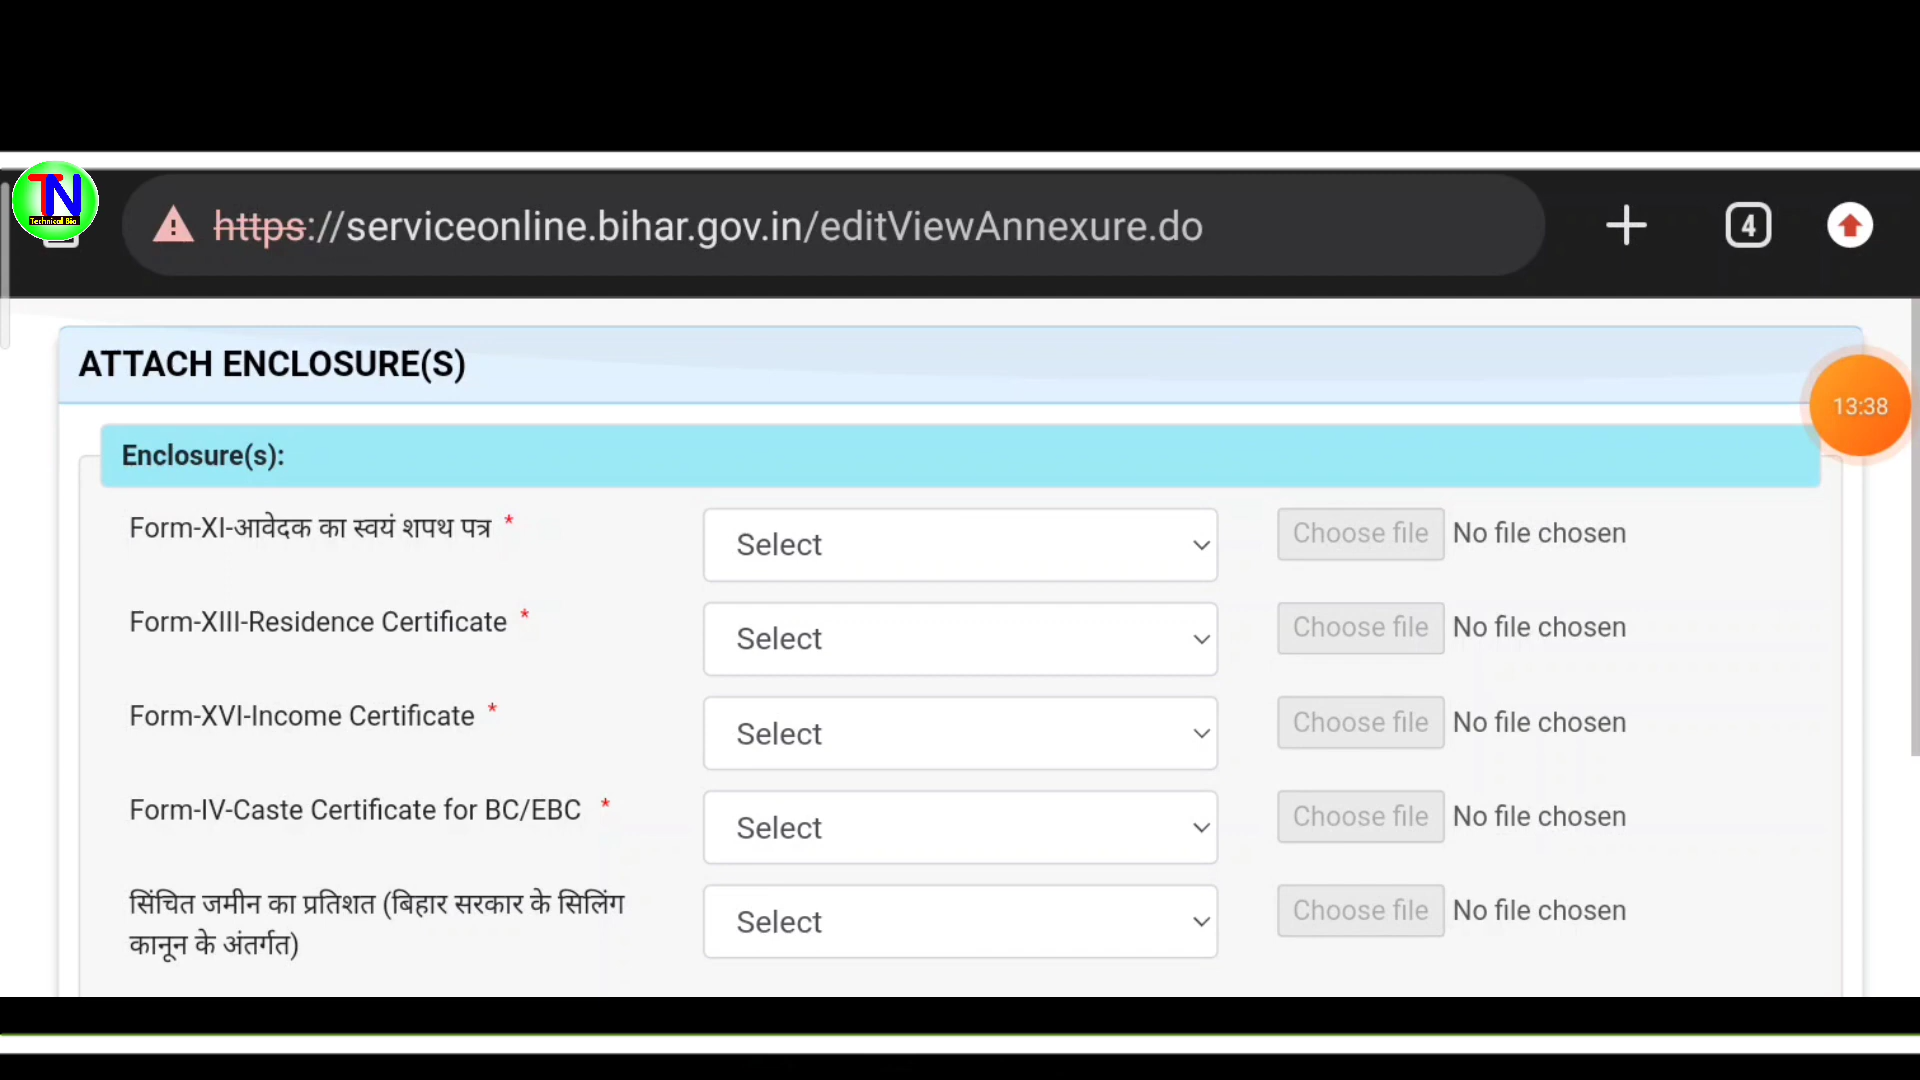 TN
Technical Bia
https://serviceonline.bihar.gov.in/editViewAnnexure.do
4
ATTACH ENCLOSURE(S)
13:38
Enclosure(s):
Form-XI-आवेदक का स्वयं शपथ पत्र * Select Choose file No file chosen
Form-XIII-Residence Certificate * Select Choose file No file chosen
Form-XVI-Income Certificate * Select Choose file No file chosen
Form-IV-Caste Certificate for BC/EBC * Select Choose file No file chosen
सिंचित जमीन का प्रतिशत (बिहार सरकार के सिलिंग
कानून के अंतर्गत) Select Choose file No file chosen